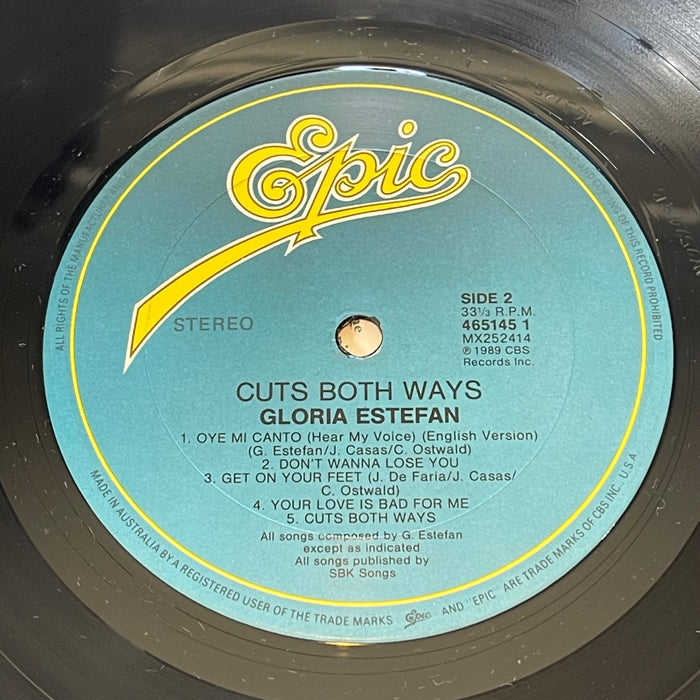 Epic
STEREO
SIDE 2
33⅓ R.P.M.
465145 1
MX252414
℗ 1989 CBS
Records Inc.
CUTS BOTH WAYS
GLORIA ESTEFAN
1. OYE MI CANTO (Hear My Voice) (English Version)
(G. Estefan/J. Casas/C. Ostwald)
2. DON'T WANNA LOSE YOU
3. GET ON YOUR FEET (J. De Faria/J. Casas/
C. Ostwald)
4. YOUR LOVE IS BAD FOR ME
5. CUTS BOTH WAYS
All songs composed by G. Estefan
except as indicated
All songs published by
SBK Songs
ALL RIGHTS OF THE MANUFACTURER
OF THIS RECORD PROHIBITED
MADE IN AUSTRALIA BY A REGISTERED USER OF THE TRADE MARKS Epic AND "EPIC" ARE TRADE MARKS OF CBS INC. U.S.A